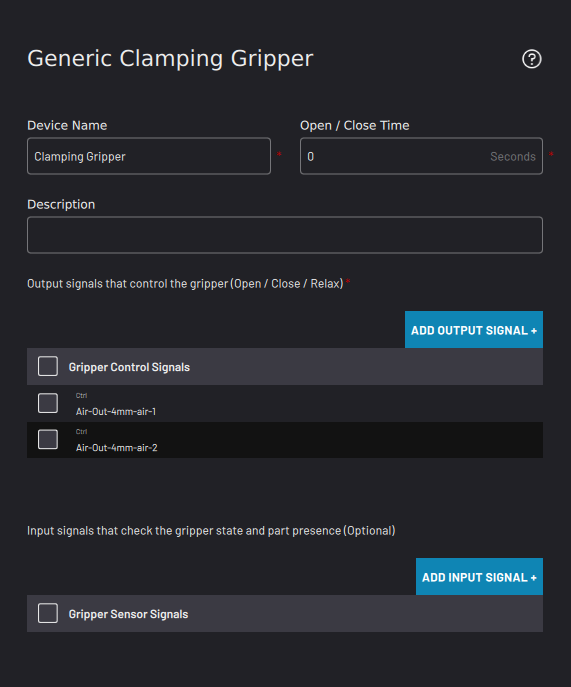 Generic Clamping Gripper ?
Device Name
Open / Close Time
Clamping Gripper *
0 Seconds *
Description
Output signals that control the gripper (Open / Close / Relax) *
ADD OUTPUT SIGNAL +
Gripper Control Signals
Ctrl
Air-Out-4mm-air-1
Ctrl
Air-Out-4mm-air-2
Input signals that check the gripper state and part presence (Optional)
ADD INPUT SIGNAL +
Gripper Sensor Signals